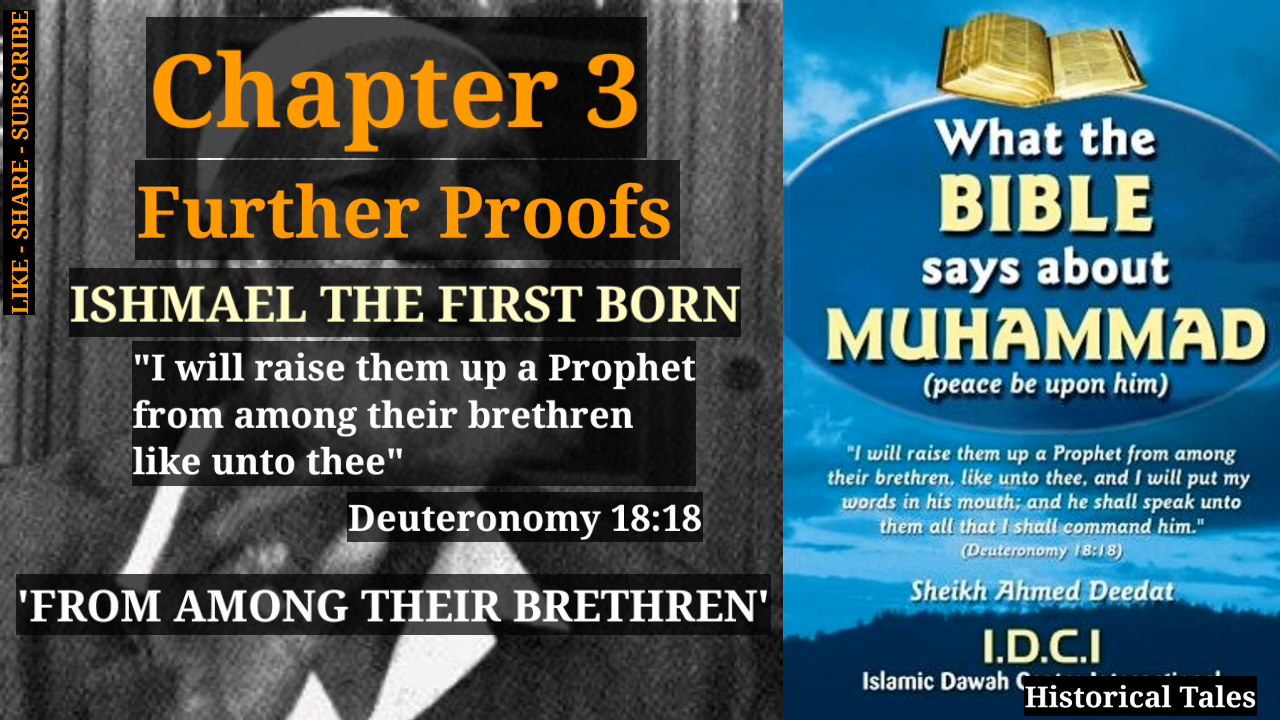 LIKE - SHARE - SUBSCRIBE
Chapter 3
Further Proofs
ISHMAEL THE FIRST BORN
"I will raise them up a Prophet
from among their brethren
like unto thee"
Deuteronomy 18:18
'FROM AMONG THEIR BRETHREN'
What the
BIBLE
says about
MUHAMMAD
(peace be upon him)
"I will raise them up a Prophet from among
their brethren, like unto thee, and I will put my
words in his mouth; and he shall speak unto
them all that I shall command him."
(Deuteronomy 18:18)
Sheikh Ahmed Deedat
I.D.C.I
Islamic Dawah
Historical Tales